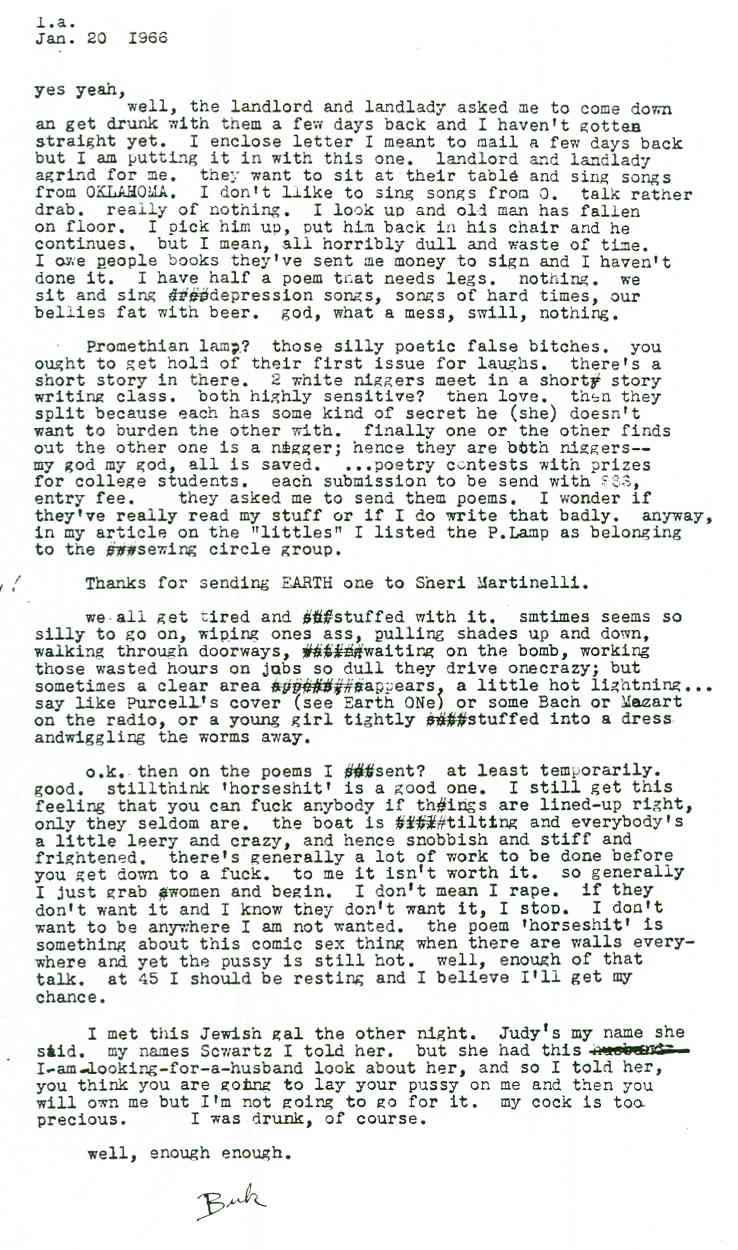 l.a.
Jan. 20 1966
yes yeah,
well, the landlord and landlady asked me to come down
an get drunk with them a few days back and I haven't gotten
straight yet. I enclose letter I meant to mail a few days back
but I am putting it in with this one. landlord and landlady
agrind for me. they want to sit at their table and sing songs
from OKLAHOMA. I don't llike to sing songs from O. talk rather
drab. really of nothing. I look up and old man has fallen
on floor. I pick him up, put him back in his chair and he
continues. but I mean, all horribly dull and waste of time.
I owe people books they've sent me money to sign and I haven't
done it. I have half a poem that needs legs. nothing. we
sit and sing ####depression songs, songs of hard times, our
bellies fat with beer. god, what a mess, swill, nothing.
Promethian lamp? those silly poetic false bitches. you
ought to get hold of their first issue for laughs. there's a
short story in there. 2 white niggers meet in a short# story
writing class. both highly sensitive? then love. then they
split because each has some kind of secret he (she) doesn't
want to burden the other with. finally one or the other finds
out the other one is a nigger; hence they are both niggers--
my god my god, all is saved. ...poetry contests with prizes
for college students. each submission to be send with
entry fee. they asked me to send them poems. I wonder if
they've really read my stuff or if I do write that badly. anyway,
in my article on the "littles" I listed the P.Lamp as belonging
to the ###sewing circle group.
Thanks for sending EARTH one to Sheri Martinelli.
we all get tired and ###stuffed with it. smtimes seems so
silly to go on, wiping ones ass, pulling shades up and down,
walking through doorways, ######waiting on the bomb, working
those wasted hours on jobs so dull they drive onecrazy; but
sometimes a clear area #########appears, a little hot lightning...
say like Purcell's cover (see Earth ONe) or some Bach or Mozart
on the radio, or a young girl tightly ####stuffed into a dress
andwiggling the worms away.
o.k. then on the poems I ###sent? at least temporarily.
good. stillthink 'horseshit' is a good one. I still get this
feeling that you can fuck anybody if th#ings are lined-up right,
only they seldom are. the boat is #####tilting and everybody's
a little leery and crazy, and hence snobbish and stiff and
frightened. there's generally a lot of work to be done before
you get down to a fuck. to me it isn't worth it. so generally
I just grab #women and begin. I don't mean I rape. if they
don't want it and I know they don't want it, I stop. I don't
want to be anywhere I am not wanted. the poem 'horseshit' is
something about this comic sex thing when there are walls every-
where and yet the pussy is still hot. well, enough of that
talk. at 45 I should be resting and I believe I'll get my
chance.
I met this Jewish gal the other night. Judy's my name she
said. my names Scwartz I told her. but she had this
I-am-looking-for-a-husband look about her, and so I told her,
you think you are going to lay your pussy on me and then you
will own me but I'm not going to go for it. my cock is too
precious. I was drunk, of course.
well, enough enough.
Buk